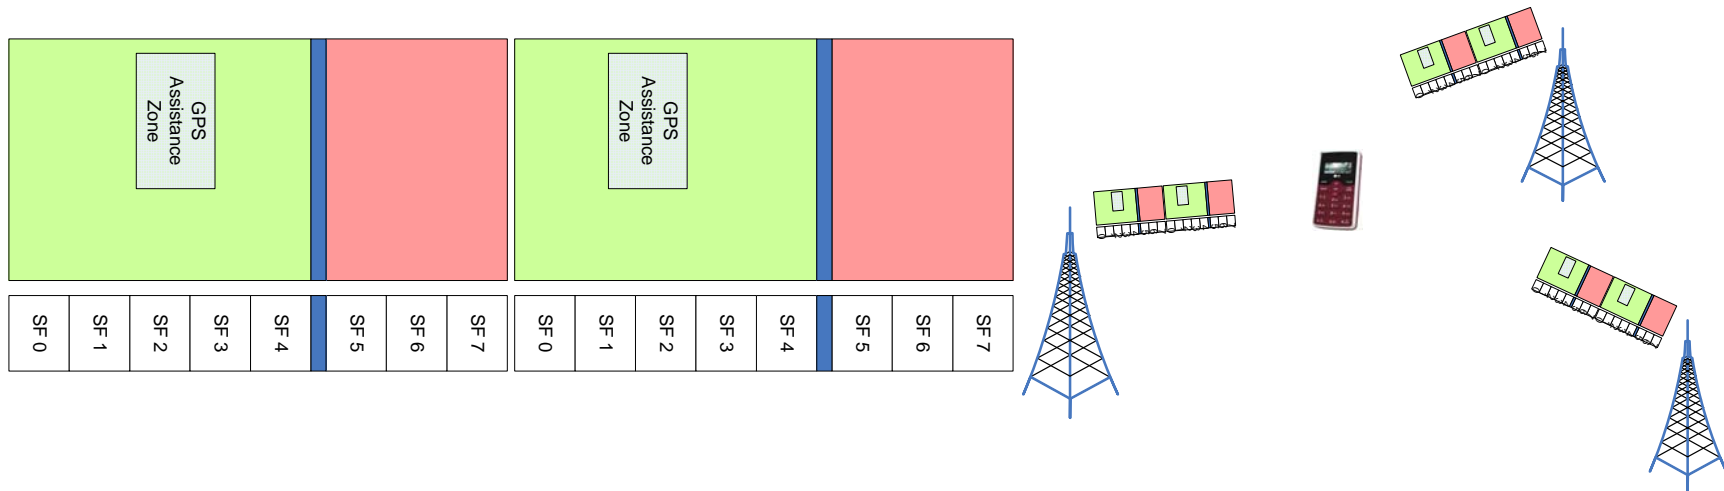 GPS
Assistance
Zone
GPS
Assistance
Zone
SF 0
SF 1
SF 2
SF 3
SF 4
SF 5
SF 6
SF 7
SF 0
SF 1
SF 2
SF 3
SF 4
SF 5
SF 6
SF 7